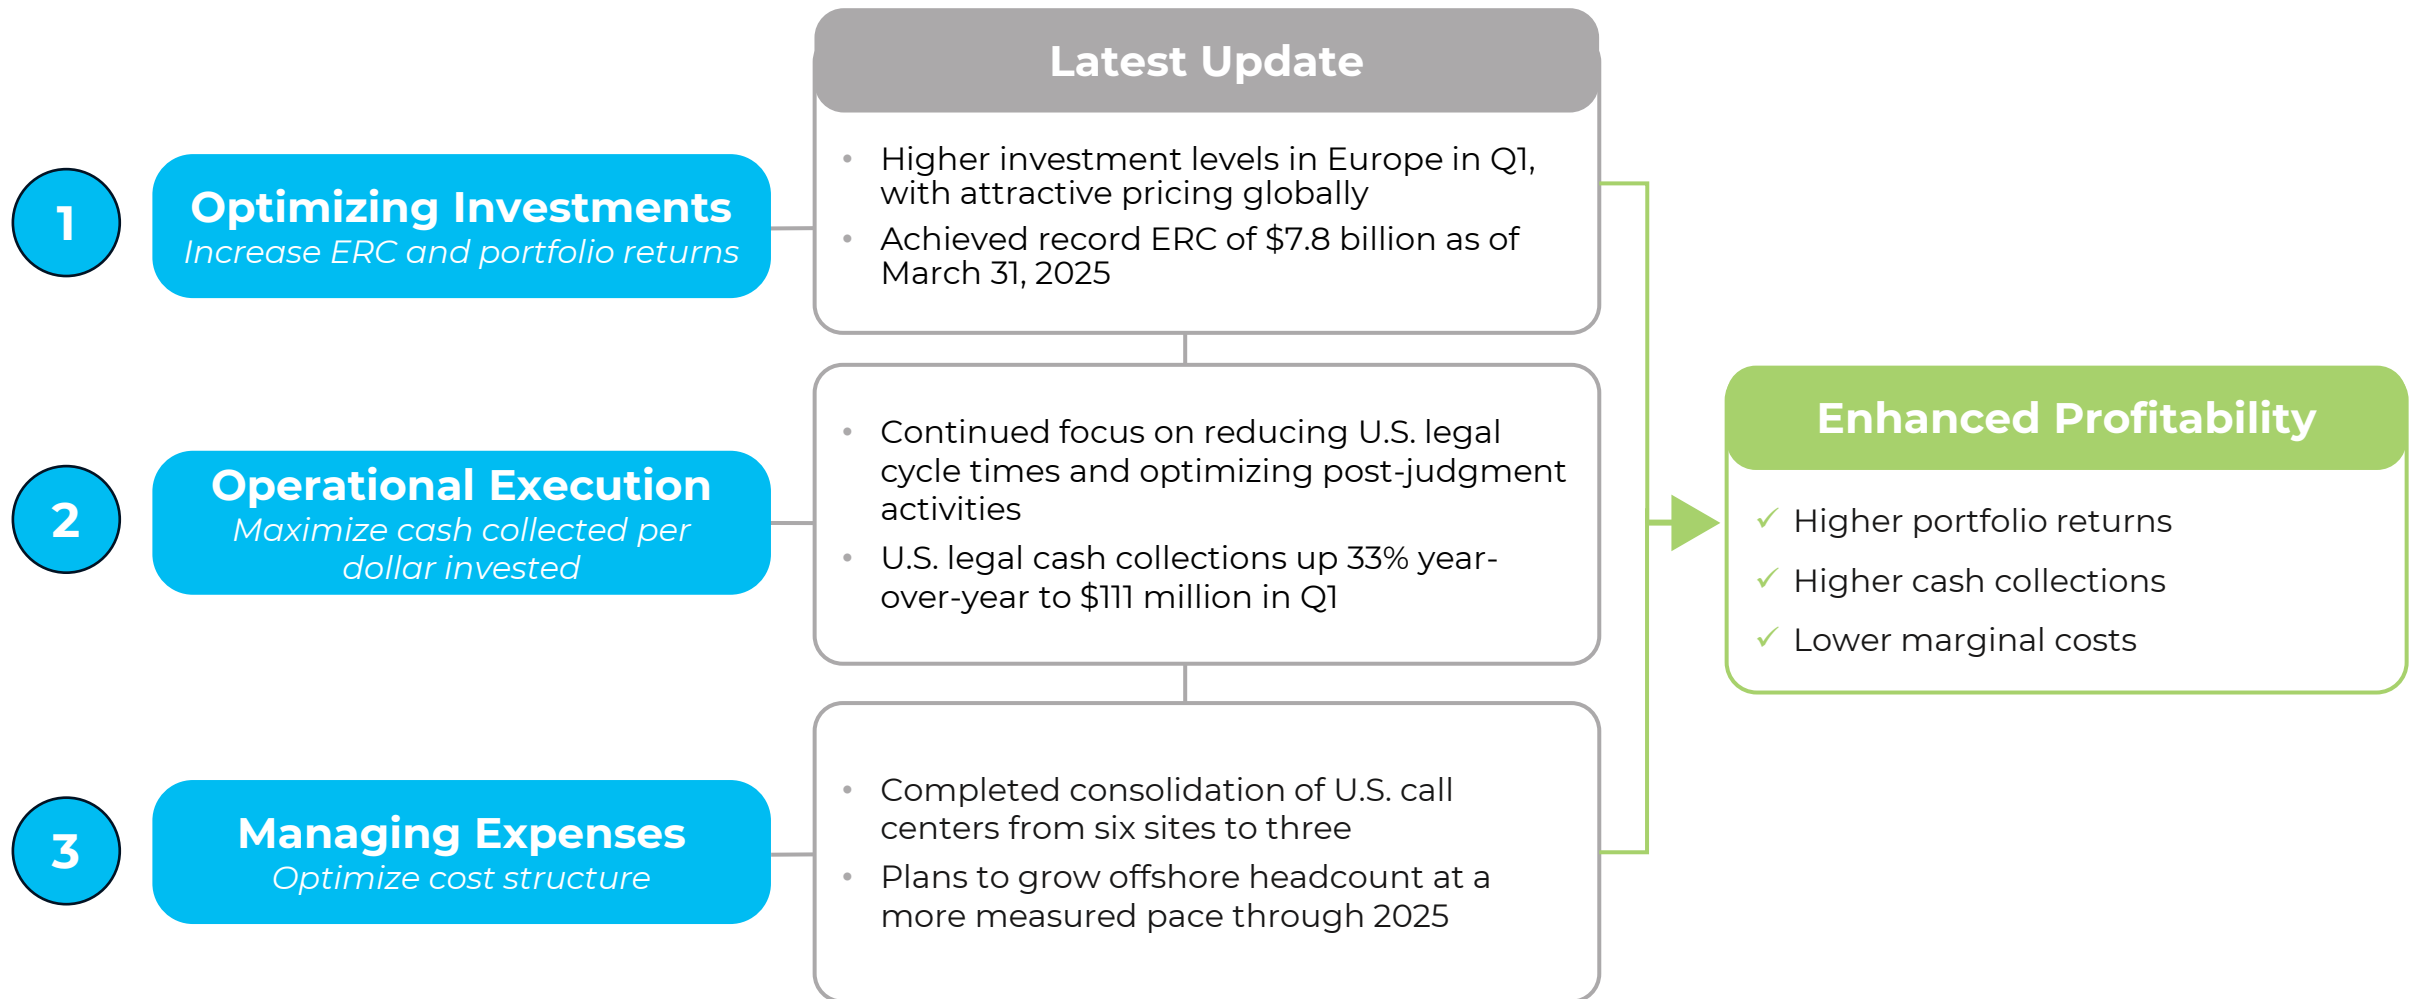 Latest Update
1
Optimizing Investments
Increase ERC and portfolio returns
• Higher investment levels in Europe in Q1,
with attractive pricing globally
• Achieved record ERC of $7.8 billion as of
March 31, 2025
2
Operational Execution
Maximize cash collected per
dollar invested
• Continued focus on reducing U.S. legal
cycle times and optimizing post-judgment
activities
• U.S. legal cash collections up 33% year-
over-year to $111 million in Q1
3
Managing Expenses
Optimize cost structure
• Completed consolidation of U.S. call
centers from six sites to three
• Plans to grow offshore headcount at a
more measured pace through 2025
Enhanced Profitability
✓ Higher portfolio returns
✓ Higher cash collections
✓ Lower marginal costs